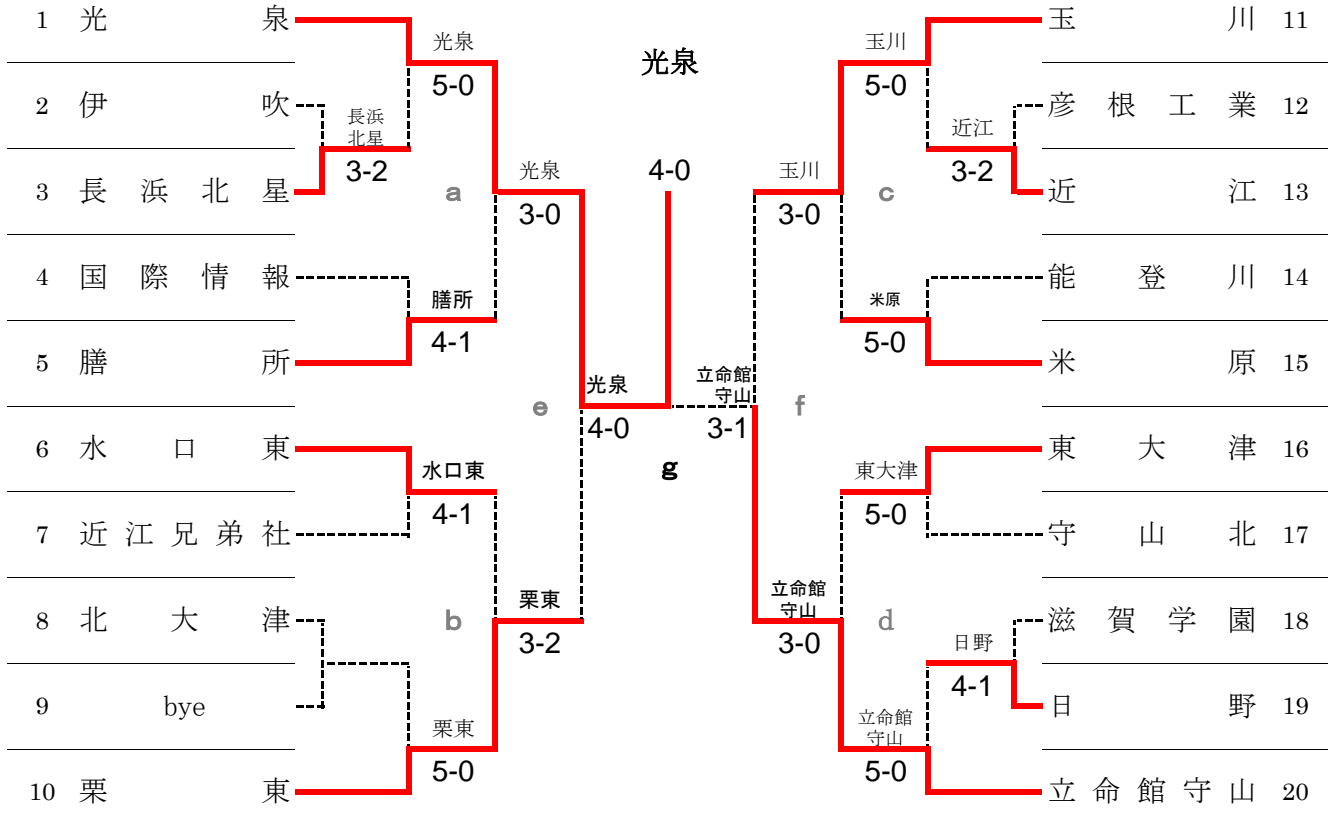 1 光泉
2 伊吹
3 長浜北星
4 国際情報
5 膳所
6 水口東
7 近江兄弟社
8 北大津
9 bye
10 栗東
長浜
北星
3-2
光泉
5-0
a
膳所
4-1
水口東
4-1
b
栗東
5-0
光泉
3-0
e
栗東
3-2
光泉
4-0
光泉
4-0
g
立命館
守山
3-1
玉川
3-0
f
立命館
守山
3-0
玉川
5-0
c
米原
5-0
東大津
5-0
d
立命館
守山
5-0
近江
3-2
日野
4-1
玉川 11
彦根工業 12
近江 13
能登川 14
米原 15
東大津 16
守山北 17
滋賀学園 18
日野 19
立命館守山 20